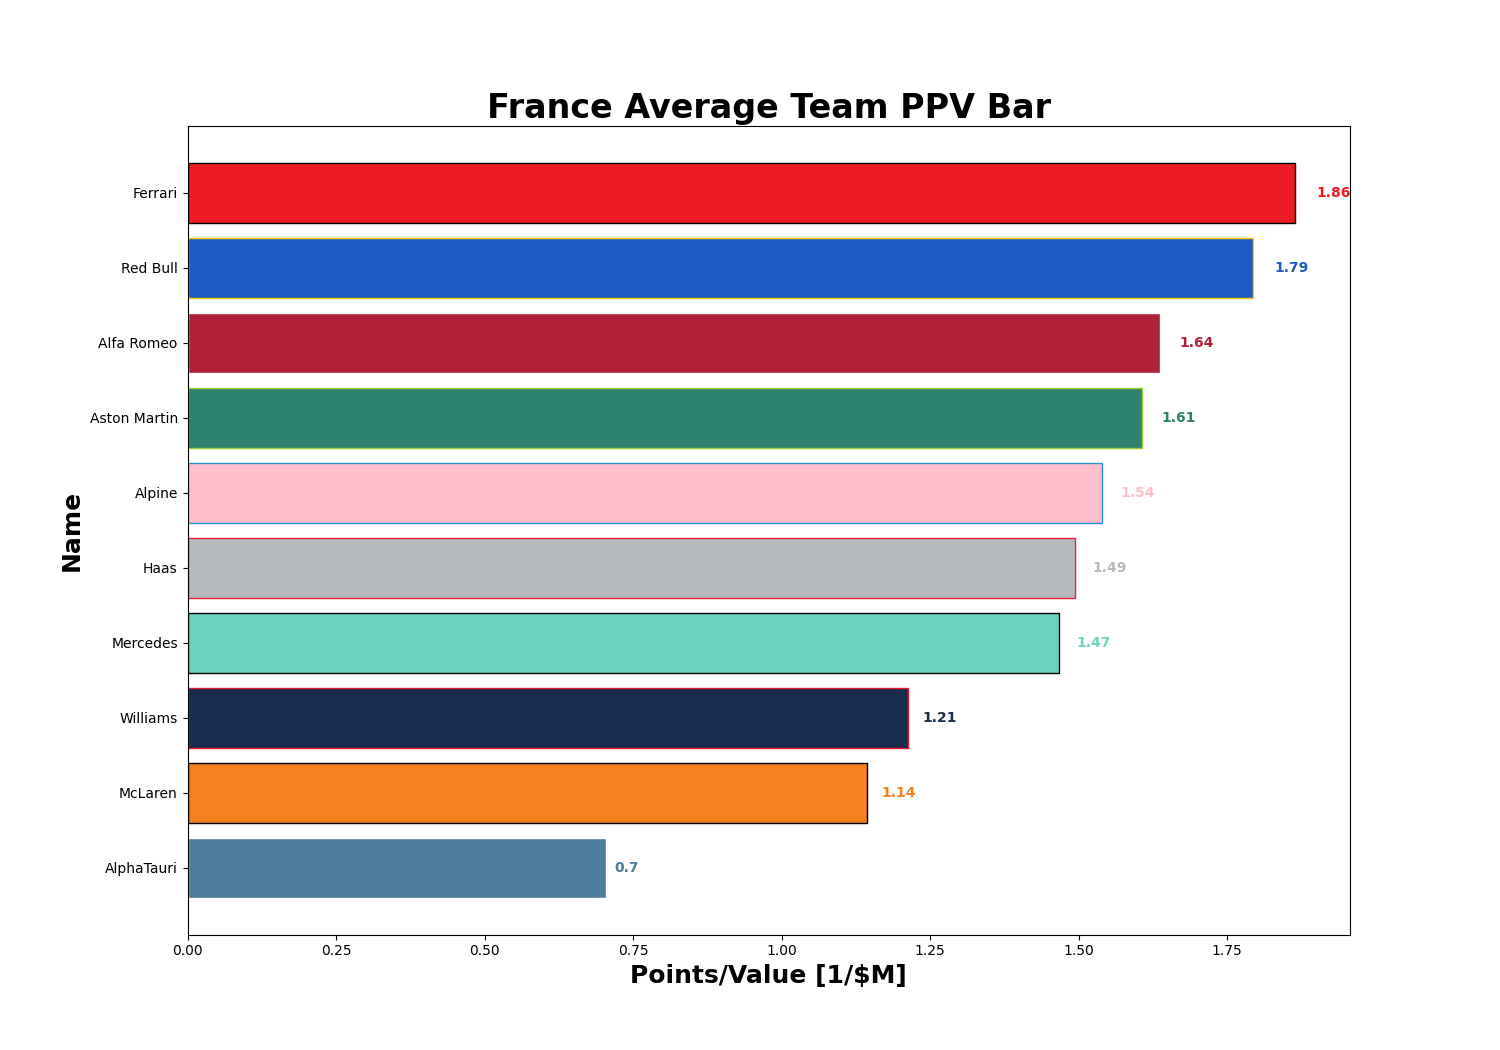 France Average Team PPV Bar
Ferrari 1.86
Red Bull 1.79
Alfa Romeo 1.64
Aston Martin 1.61
Alpine 1.54
Name
Haas 1.49
Mercedes 1.47
Williams 1.21
McLaren 1.14
AlphaTauri 0.7
0.00 0.25 0.50 0.75 1.00 1.25 1.50 1.75
Points/Value [1/$M]